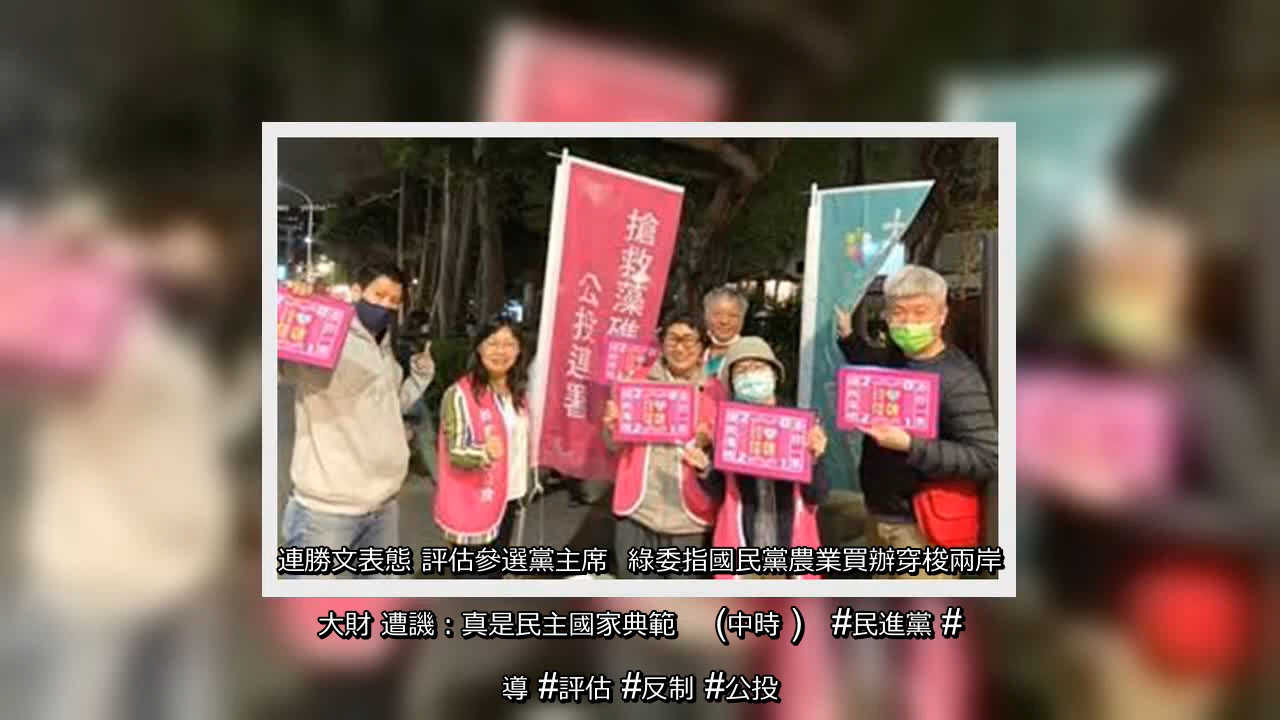 搶救藻礁
公投連署
連勝文表態 評估參選黨主席 綠委指國民黨農業買辦穿梭兩岸
大財 遭譏：真是民主國家典範 (中時 ) #民進黨 #
導 #評估 #反制 #公投